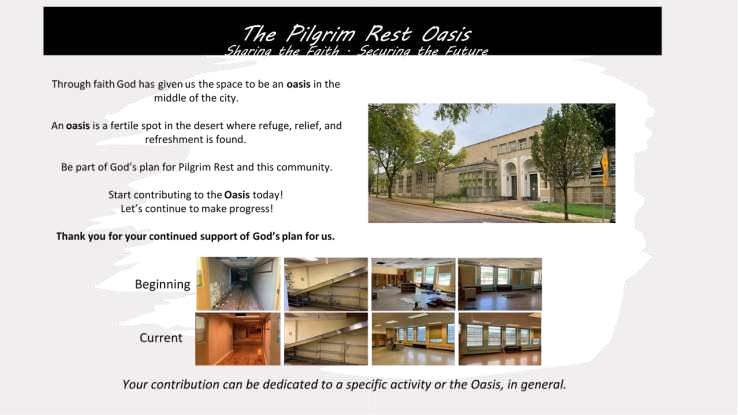 The Pilgrim Rest Oasis
Sharing the Faith · Securing the Future
Through faith God has given us the space to be an oasis in the
middle of the city.
An oasis is a fertile spot in the desert where refuge, relief, and
refreshment is found.
Be part of God's plan for Pilgrim Rest and this community.
Start contributing to the Oasis today!
Let's continue to make progress!
Thank you for your continued support of God's plan for us.
Beginning
Current
Your contribution can be dedicated to a specific activity or the Oasis, in general.